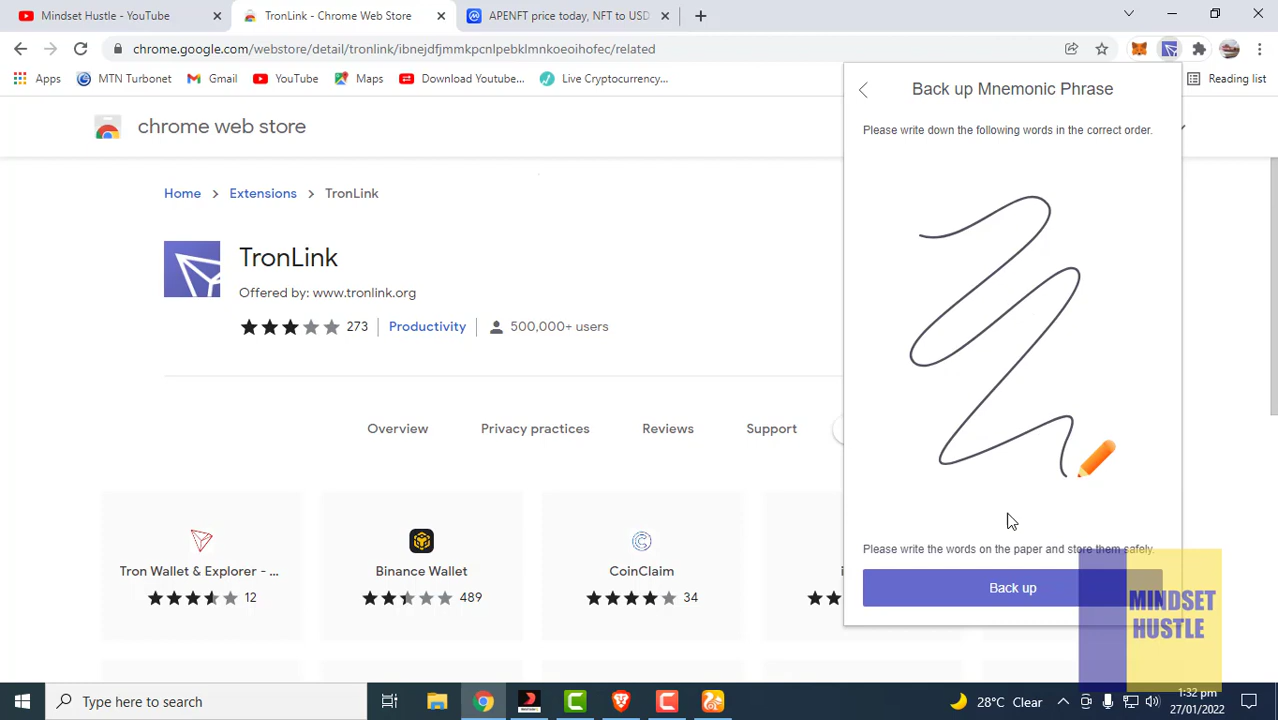 Mindset Hustle - YouTube
TronLink - Chrome Web Store
APENFT price today, NFT to USD
chrome.google.com/webstore/detail/tronlink/ibnejdfjmmkpcnlpebklmnkoeoihofec/related
Apps
MTN Turbonet
Gmail
YouTube
Maps
Download Youtube...
Live Cryptocurrency...
Reading list
chrome web store
Home
Extensions
TronLink
TronLink
Offered by: www.tronlink.org
273
Productivity
500,000+ users
Overview
Privacy practices
Reviews
Support
Tron Wallet & Explorer - ...
12
Binance Wallet
489
CoinClaim
34
Back up Mnemonic Phrase
Please write down the following words in the correct order.
Please write the words on the paper and store them safely.
Back up
MINDSET
HUSTLE
Type here to search
28°C Clear
1:32 pm
27/01/2022